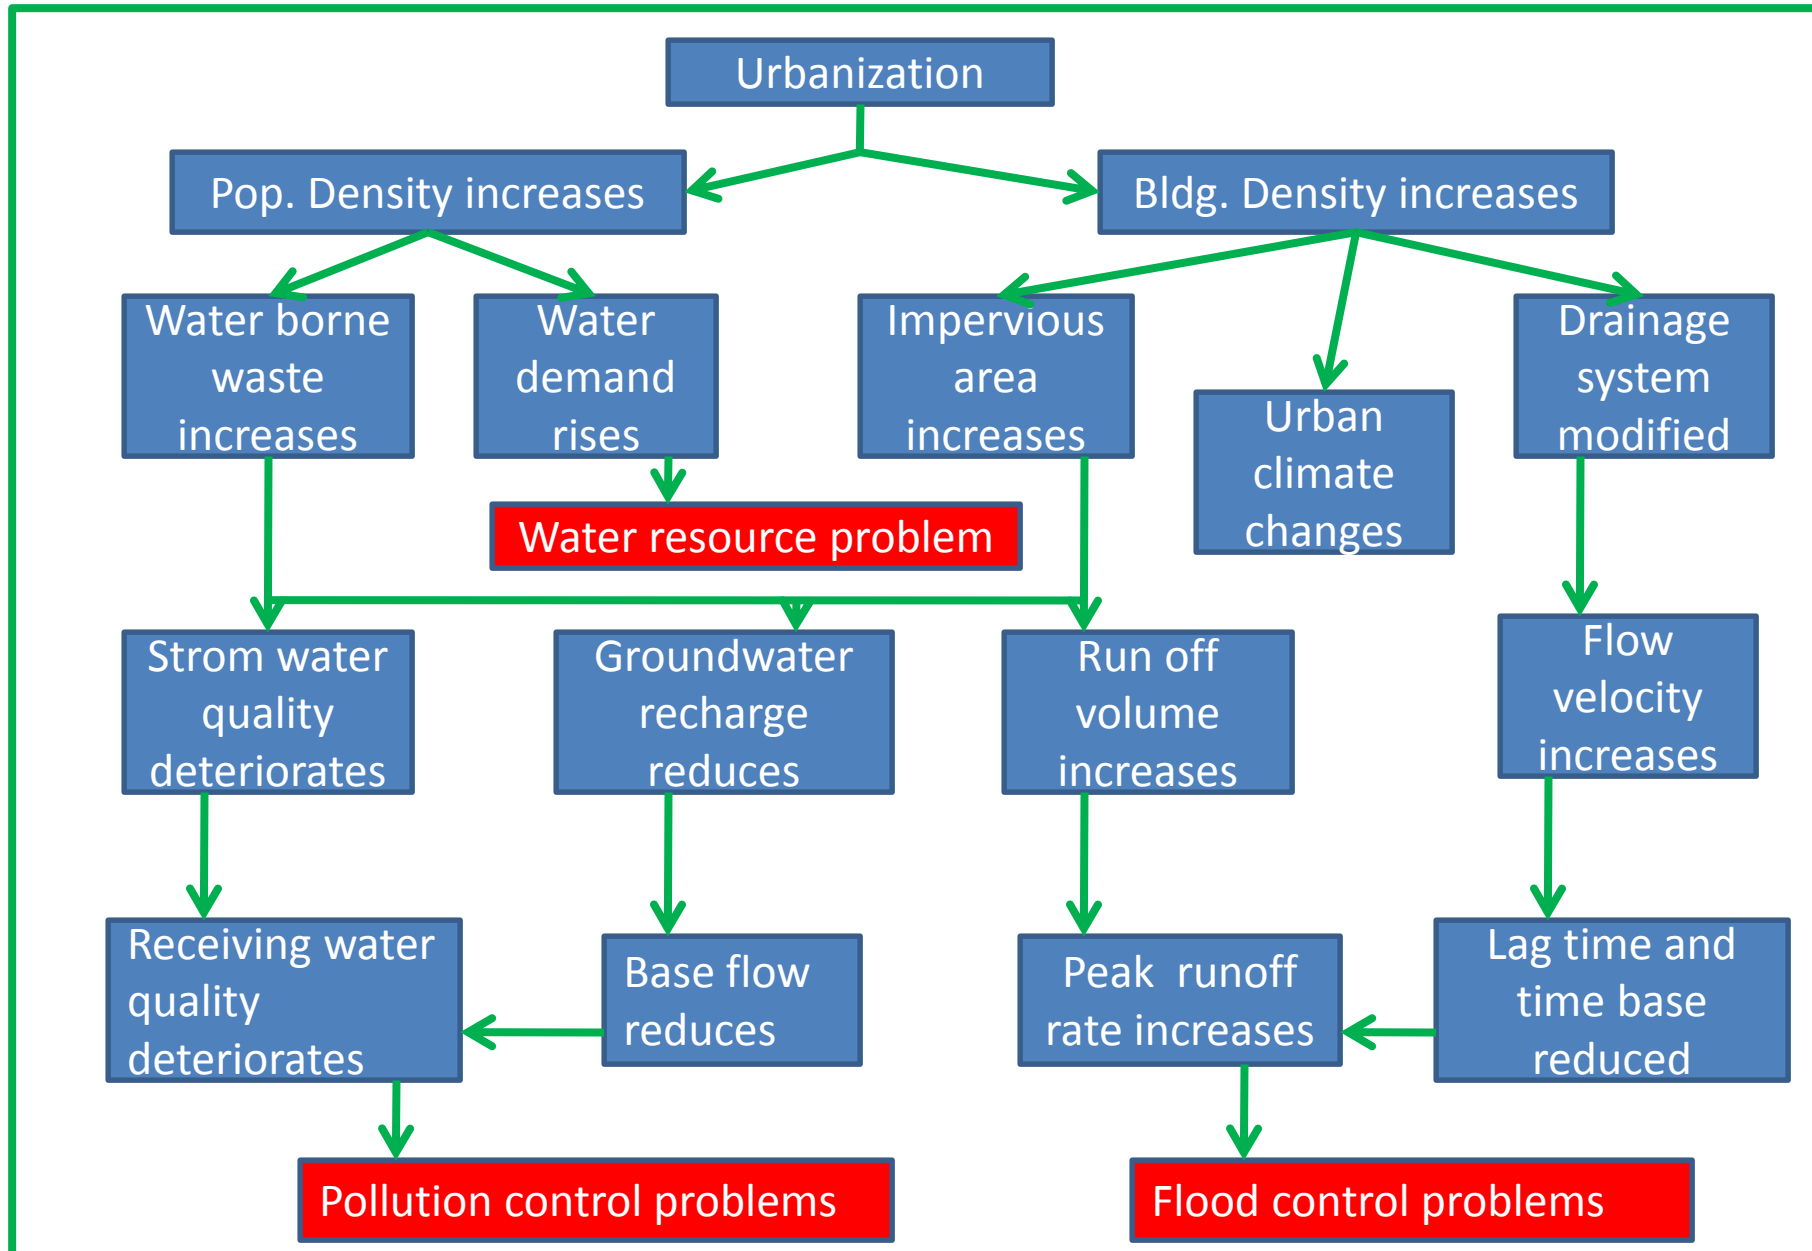 Urbanization
Pop. Density increases
Bldg. Density increases
Water borne
waste
increases
Water
demand
rises
Impervious
area
increases
Urban
climate
changes
Drainage
system
modified
Water resource problem
Strom water
quality
deteriorates
Groundwater
recharge
reduces
Run off
volume
increases
Flow
velocity
increases
Receiving water
quality
deteriorates
Base flow
reduces
Peak runoff
rate increases
Lag time and
time base
reduced
Pollution control problems
Flood control problems